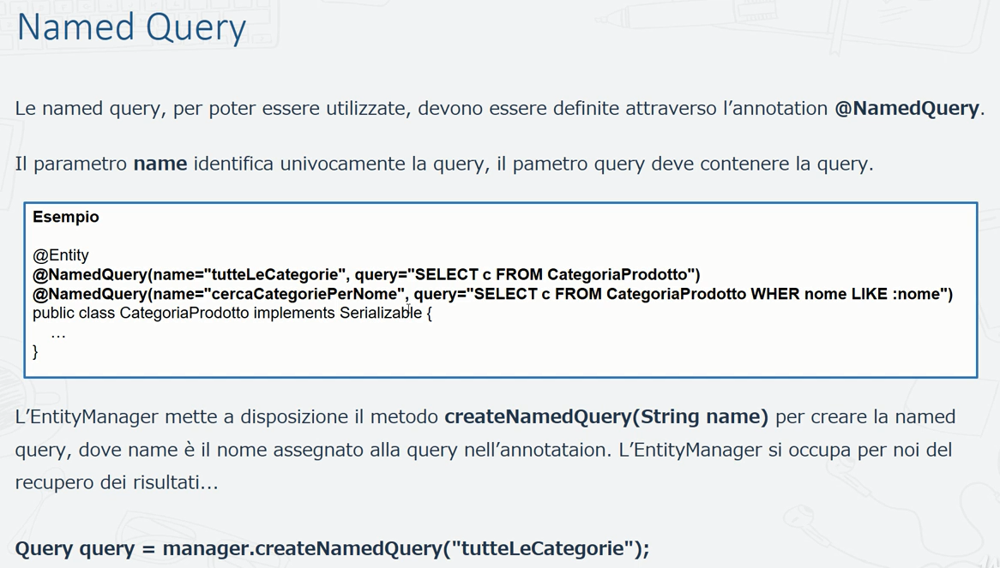 Named Query
Le named query, per poter essere utilizzate, devono essere definite attraverso l’annotation @NamedQuery.
Il parametro name identifica univocamente la query, il pametro query deve contenere la query.
Esempio
@Entity
@NamedQuery(name="tutteLeCategorie", query="SELECT c FROM CategoriaProdotto")
@NamedQuery(name="cercaCategoriePerNome", query="SELECT c FROM CategoriaProdotto WHER nome LIKE :nome")
public class CategoriaProdotto implements Serializable {
…
}
L’EntityManager mette a disposizione il metodo createNamedQuery(String name) per creare la named
query, dove name è il nome assegnato alla query nell’annotataion. L’EntityManager si occupa per noi del
recupero dei risultati…
Query query = manager.createNamedQuery("tutteLeCategorie");